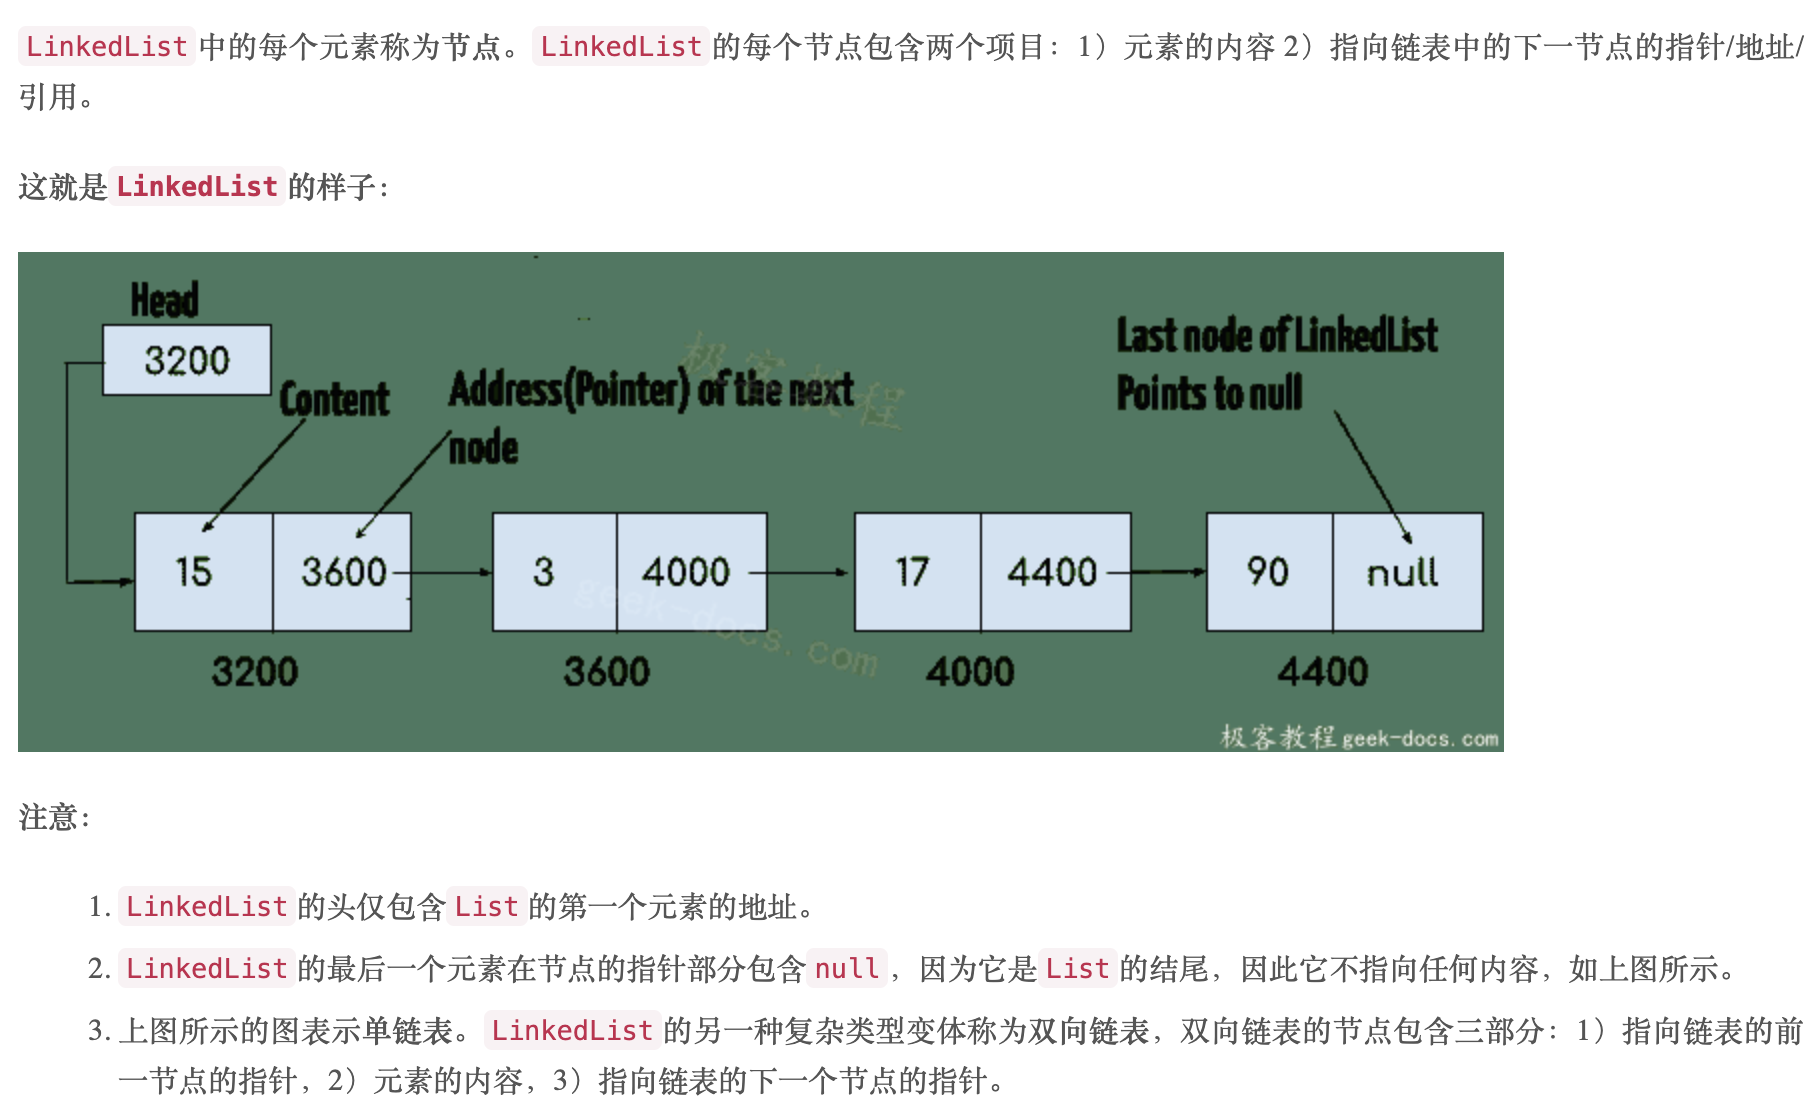 LinkedList中的每个元素称为节点。LinkedList的每个节点包含两个项目：1）元素的内容 2）指向链表中的下一节点的指针/地址/
引用。
这就是LinkedList的样子：
Head
3200
Content
Address(Pointer) of the next
node
Last node of LinkedList
Points to null
极客教程
15
3600
3
4000
17
4400
90
null
geek-docs.com
3200
3600
4000
4400
极客教程geek-docs.com
注意：
1. LinkedList的头仅包含List的第一个元素的地址。
2. LinkedList的最后一个元素在节点的指针部分包含null，因为它是List的结尾，因此它不指向任何内容，如上图所示。
3. 上图所示的图表示单链表。LinkedList的另一种复杂类型变体称为双向链表，双向链表的节点包含三部分：1）指向链表的前
一节点的指针，2）元素的内容，3）指向链表的下一个节点的指针。